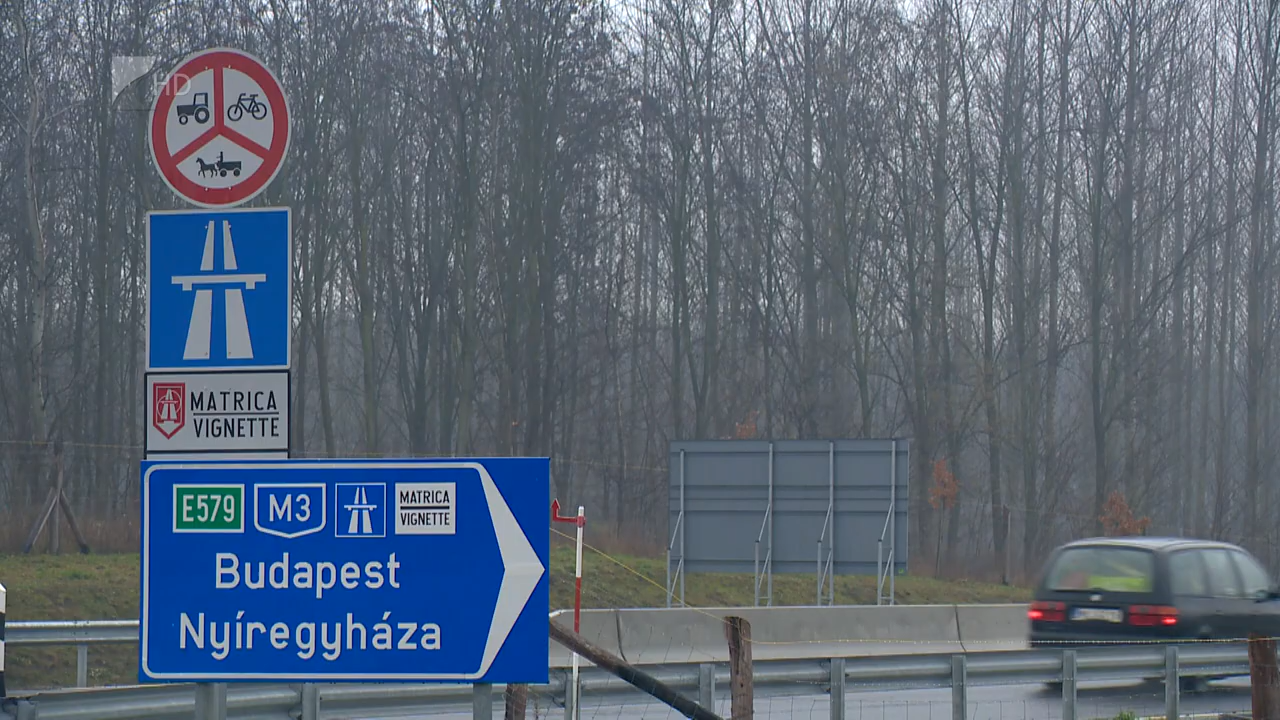 HD
MATRICA
VIGNETTE
E579 M3 MATRICA VIGNETTE
Budapest
Nyíregyháza